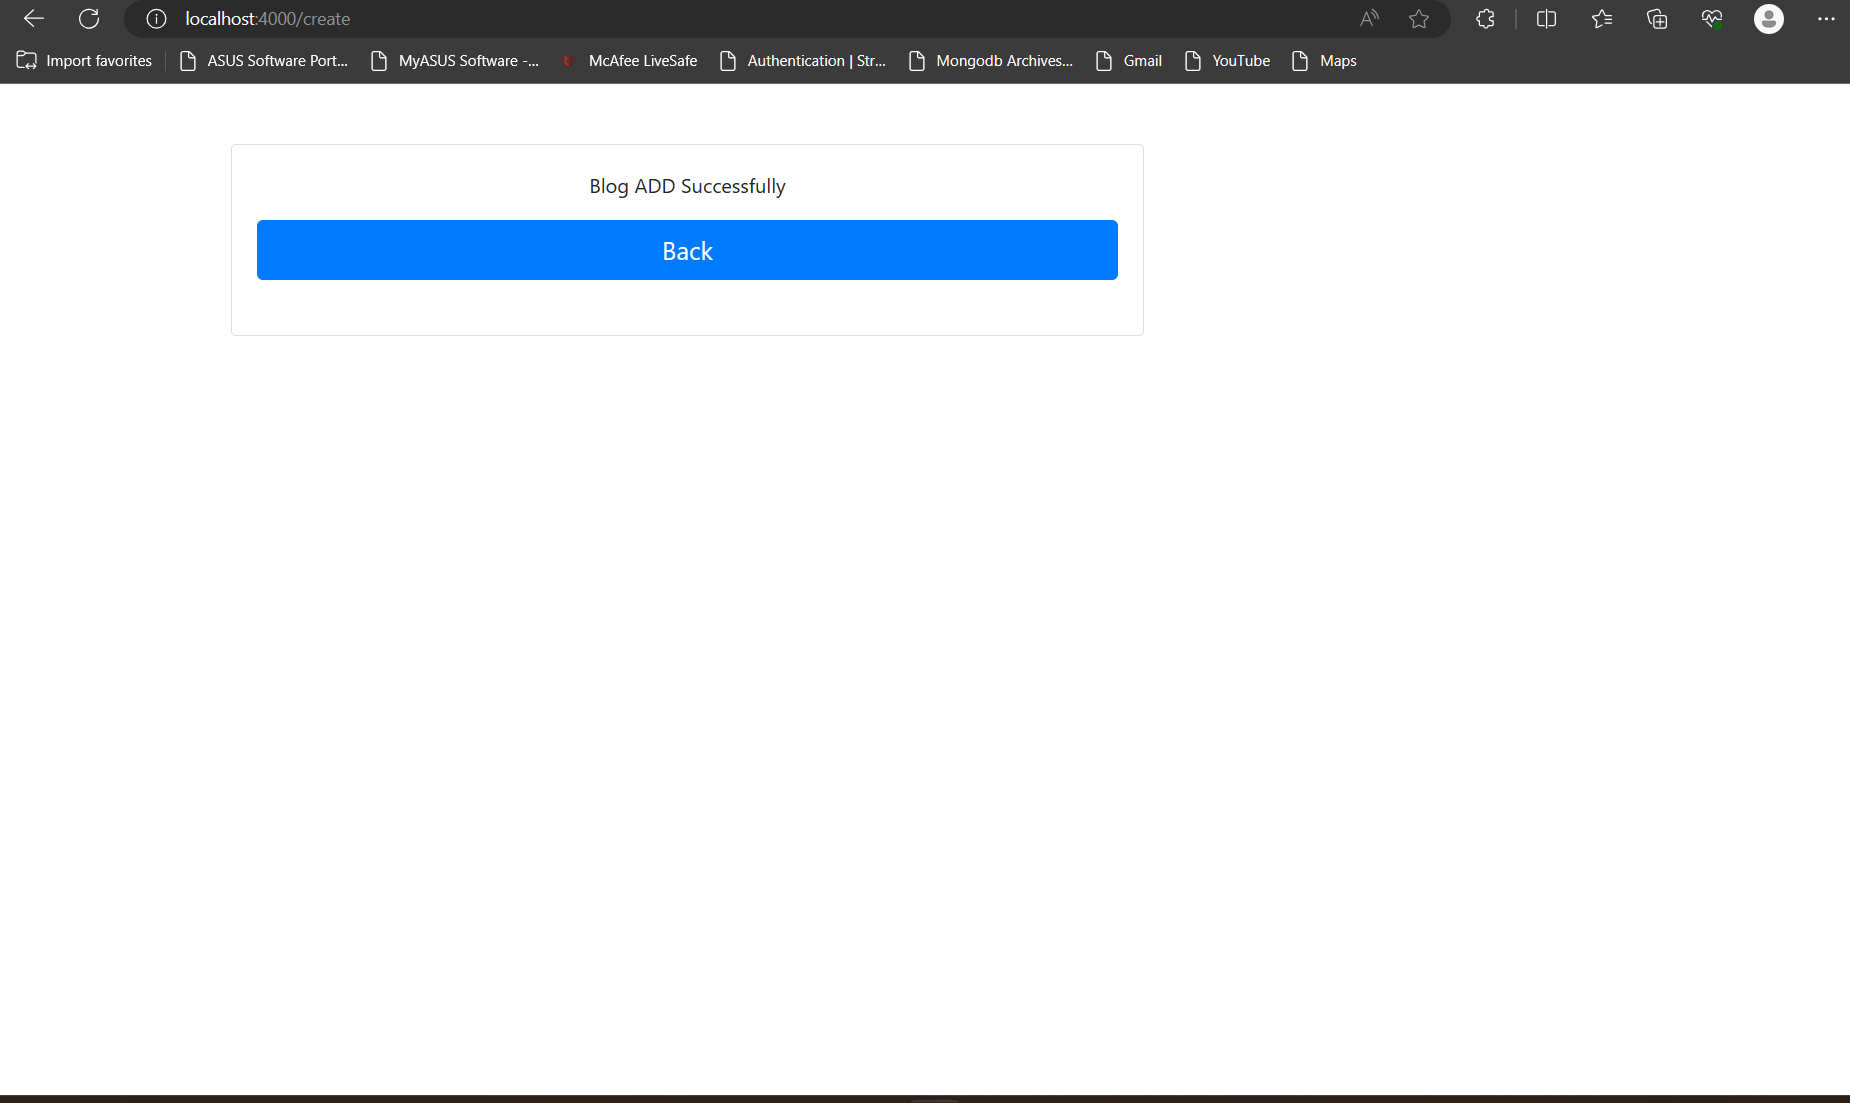 localhost:4000/create
Import favorites ASUS Software Port... MyASUS Software -... McAfee LiveSafe Authentication | Str... Mongodb Archives... Gmail YouTube Maps
Blog ADD Successfully
Back